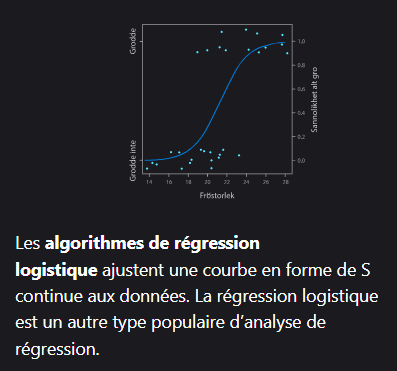 Grodde
Grodde inte
1,0
0,8
0,6
0,4
0,2
0,0
Sannolikhet att gro
14 16 18 20 22 24 26 28
Fröstorlek
Les algorithmes de régression
logistique ajustent une courbe en forme de S
continue aux données. La régression logistique
est un autre type populaire d’analyse de
régression.